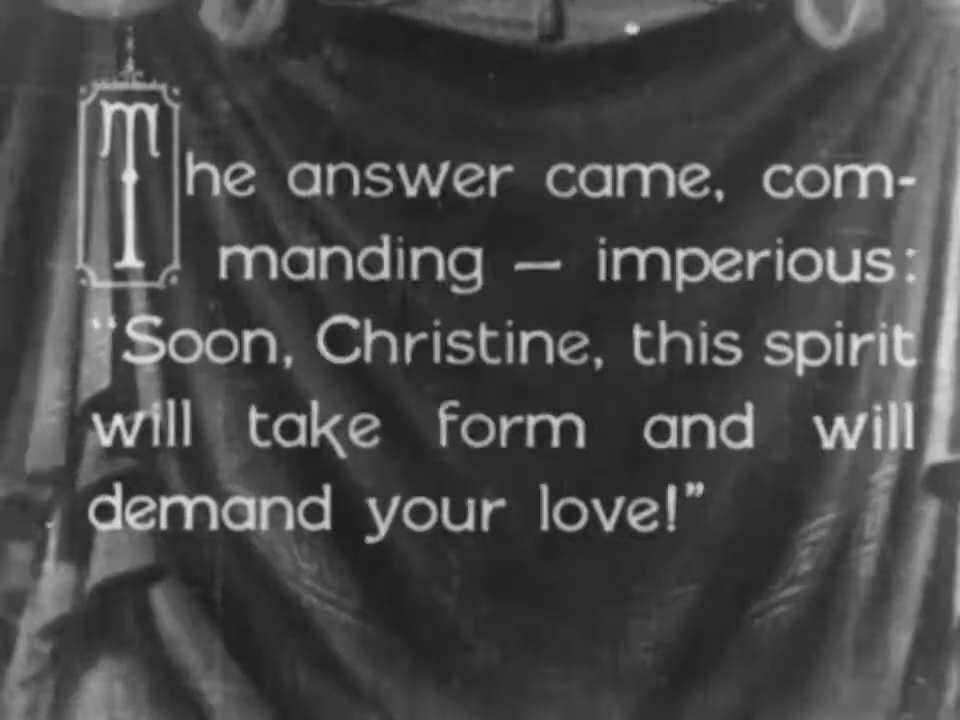 The answer came, com-
manding — imperious:
“Soon, Christine, this spirit
will take form and will
demand your love!”